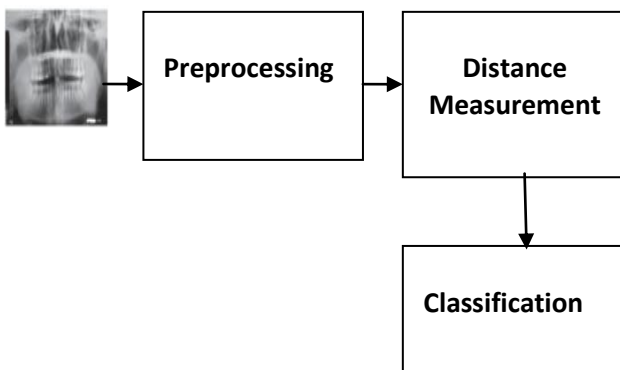 Preprocessing
Distance
Measurement
Classification